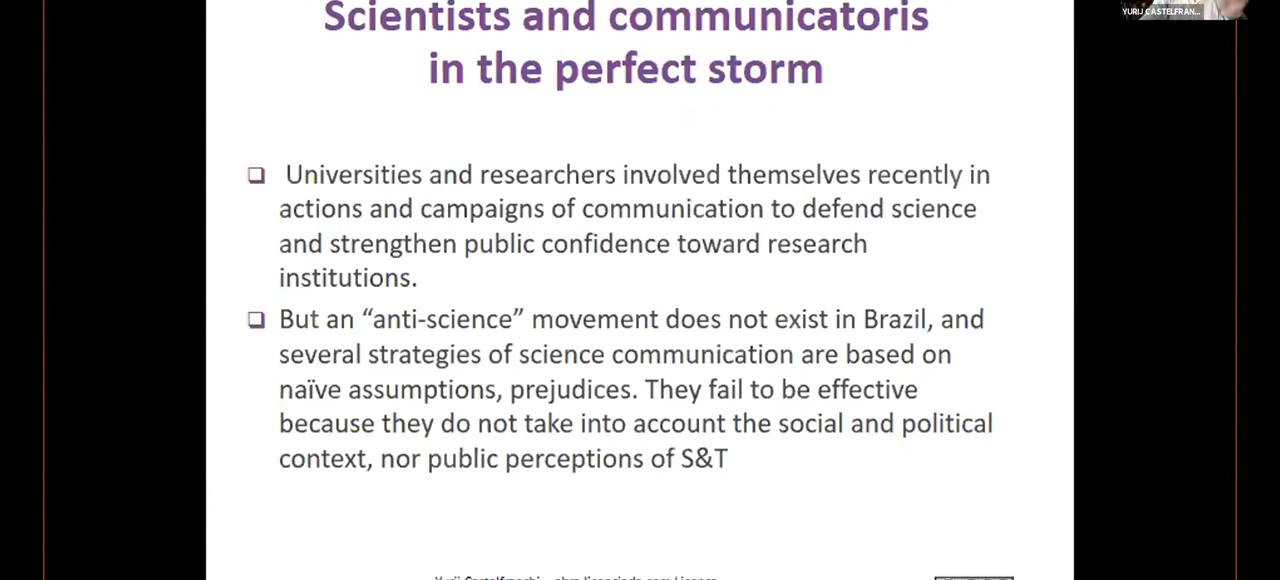 YURIJ CASTELFRAN...
Scientists and communicatoris
in the perfect storm
❑ Universities and researchers involved themselves recently in
actions and campaigns of communication to defend science
and strengthen public confidence toward research
institutions.
❑ But an “anti-science” movement does not exist in Brazil, and
several strategies of science communication are based on
naïve assumptions, prejudices. They fail to be effective
because they do not take into account the social and political
context, nor public perceptions of S&T